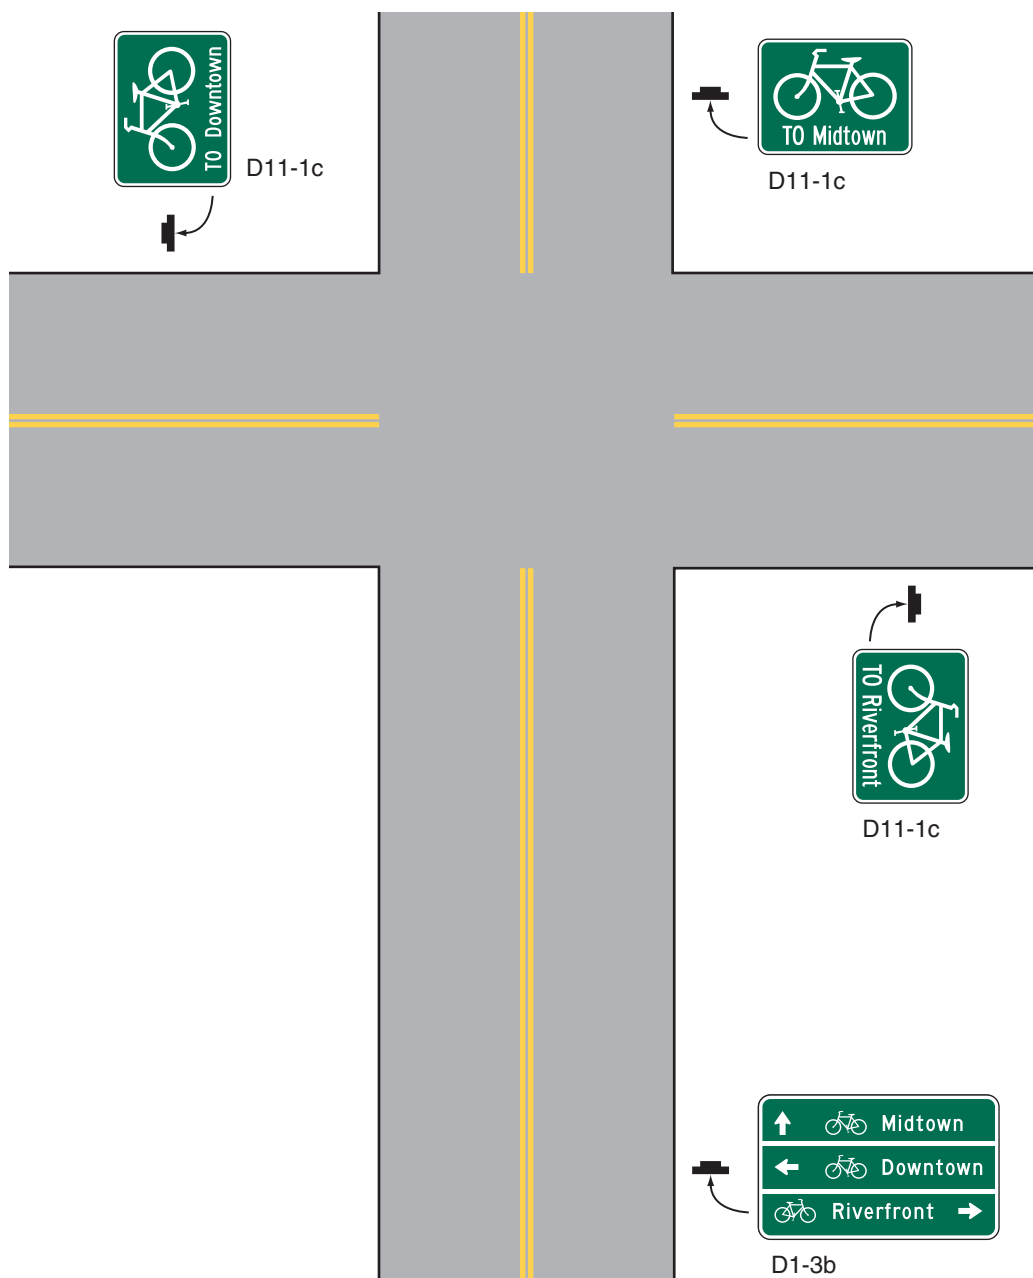 TO Downtown
D11-1c
TO Midtown
D11-1c
TO Riverfront
D11-1c
Midtown
Downtown
Riverfront
D1-3b